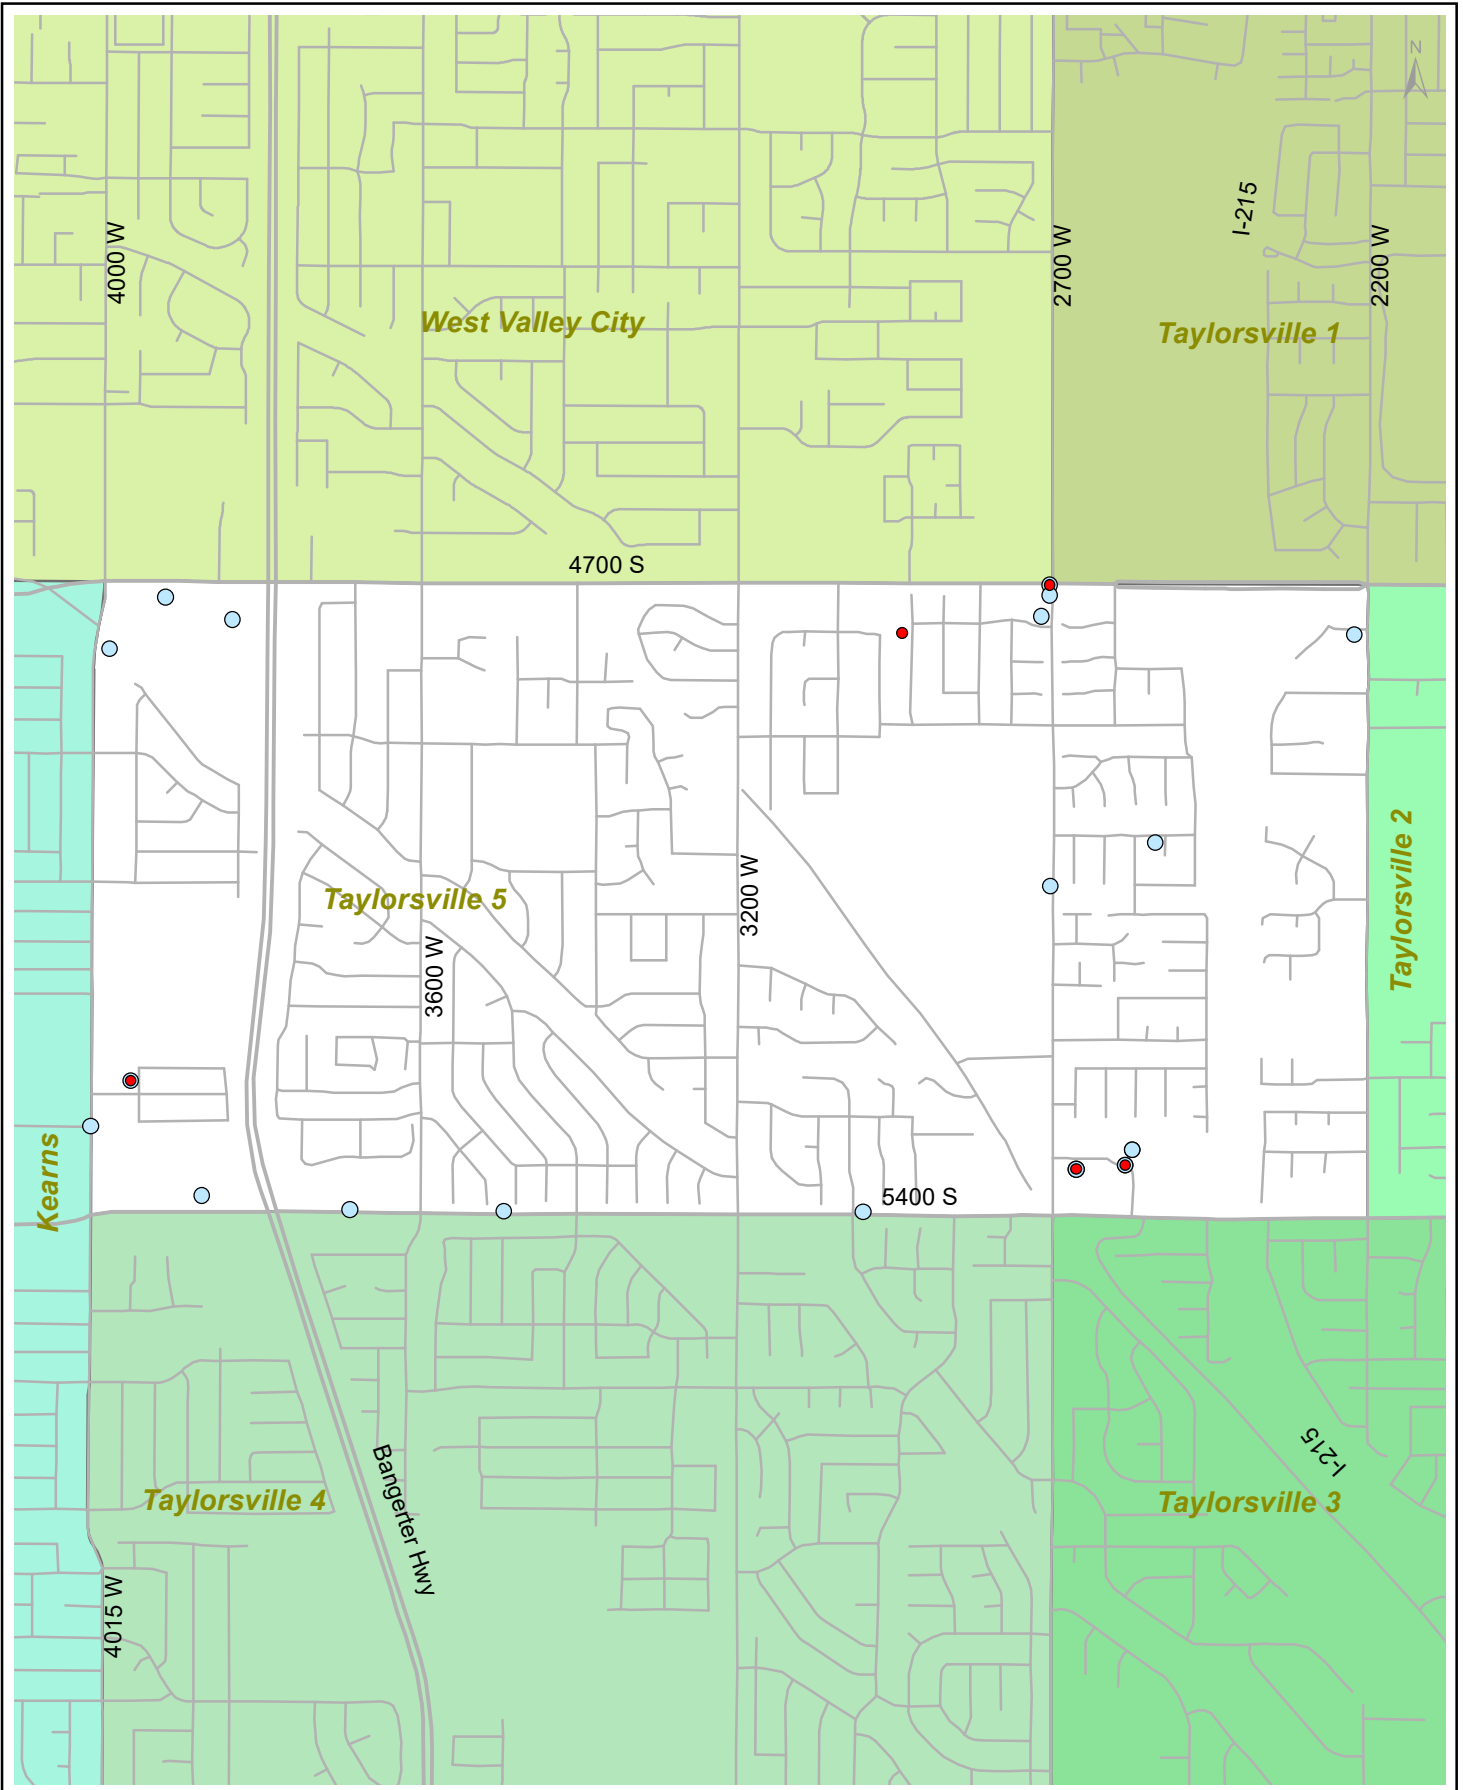 N
I-215
4000 W
2700 W
2200 W
West Valley City
Taylorsville 1
4700 S
Taylorsville 5
3200 W
Taylorsville 2
3600 W
Kearns
5400 S
I-215
Taylorsville 4
Bangerter Hwy
Taylorsville 3
4015 W